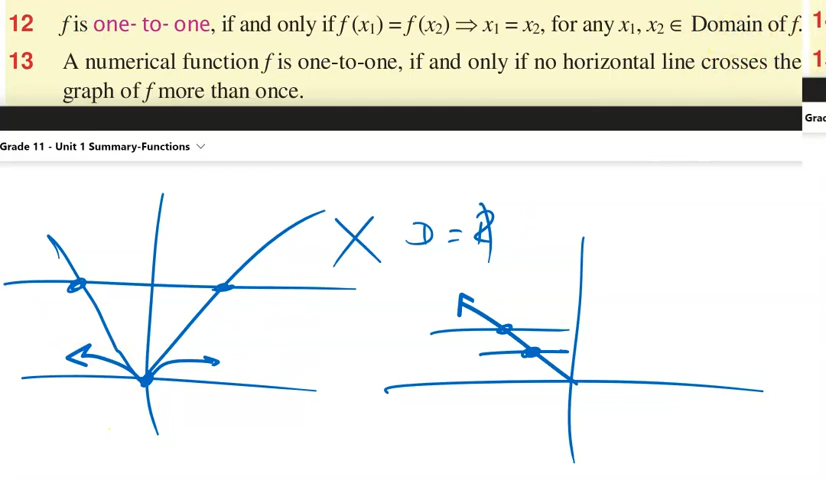 12 f is one- to- one, if and only if f (x₁) = f (x₂) ⇒ x₁ = x₂, for any x₁, x₂ ∈ Domain of f.
13 A numerical function f is one-to-one, if and only if no horizontal line crosses the
graph of f more than once.
Grad
Grade 11 - Unit 1 Summary-Functions
D = ℝ